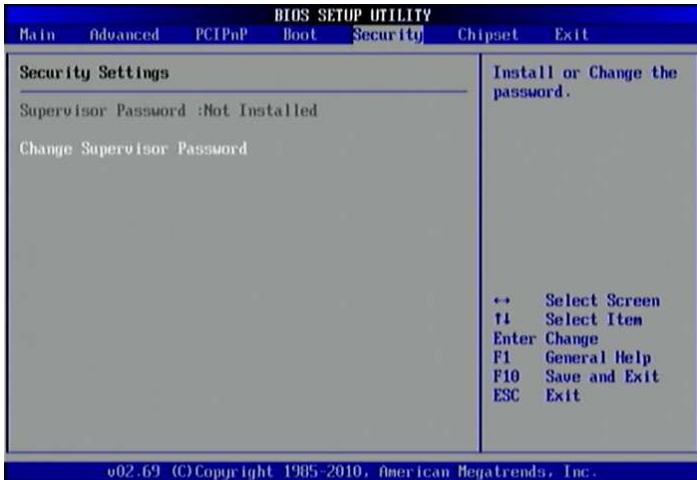 BIOS SETUP UTILITY
Main Advanced PCIPnP Boot Security Chipset Exit
Security Settings
Supervisor Password :Not Installed
Change Supervisor Password
Install or Change the
password.
↔ Select Screen
↑↓ Select Item
Enter Change
F1 General Help
F10 Save and Exit
ESC Exit
v02.69 (C)Copyright 1985-2010, American Megatrends, Inc.